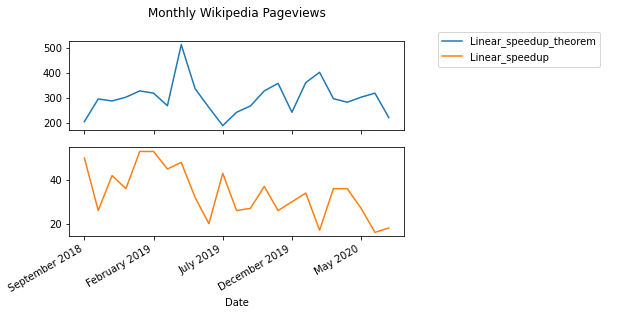 Monthly Wikipedia Pageviews
Linear_speedup_theorem
Linear_speedup
500
400
300
200
40
20
September 2018
February 2019
July 2019
December 2019
May 2020
Date